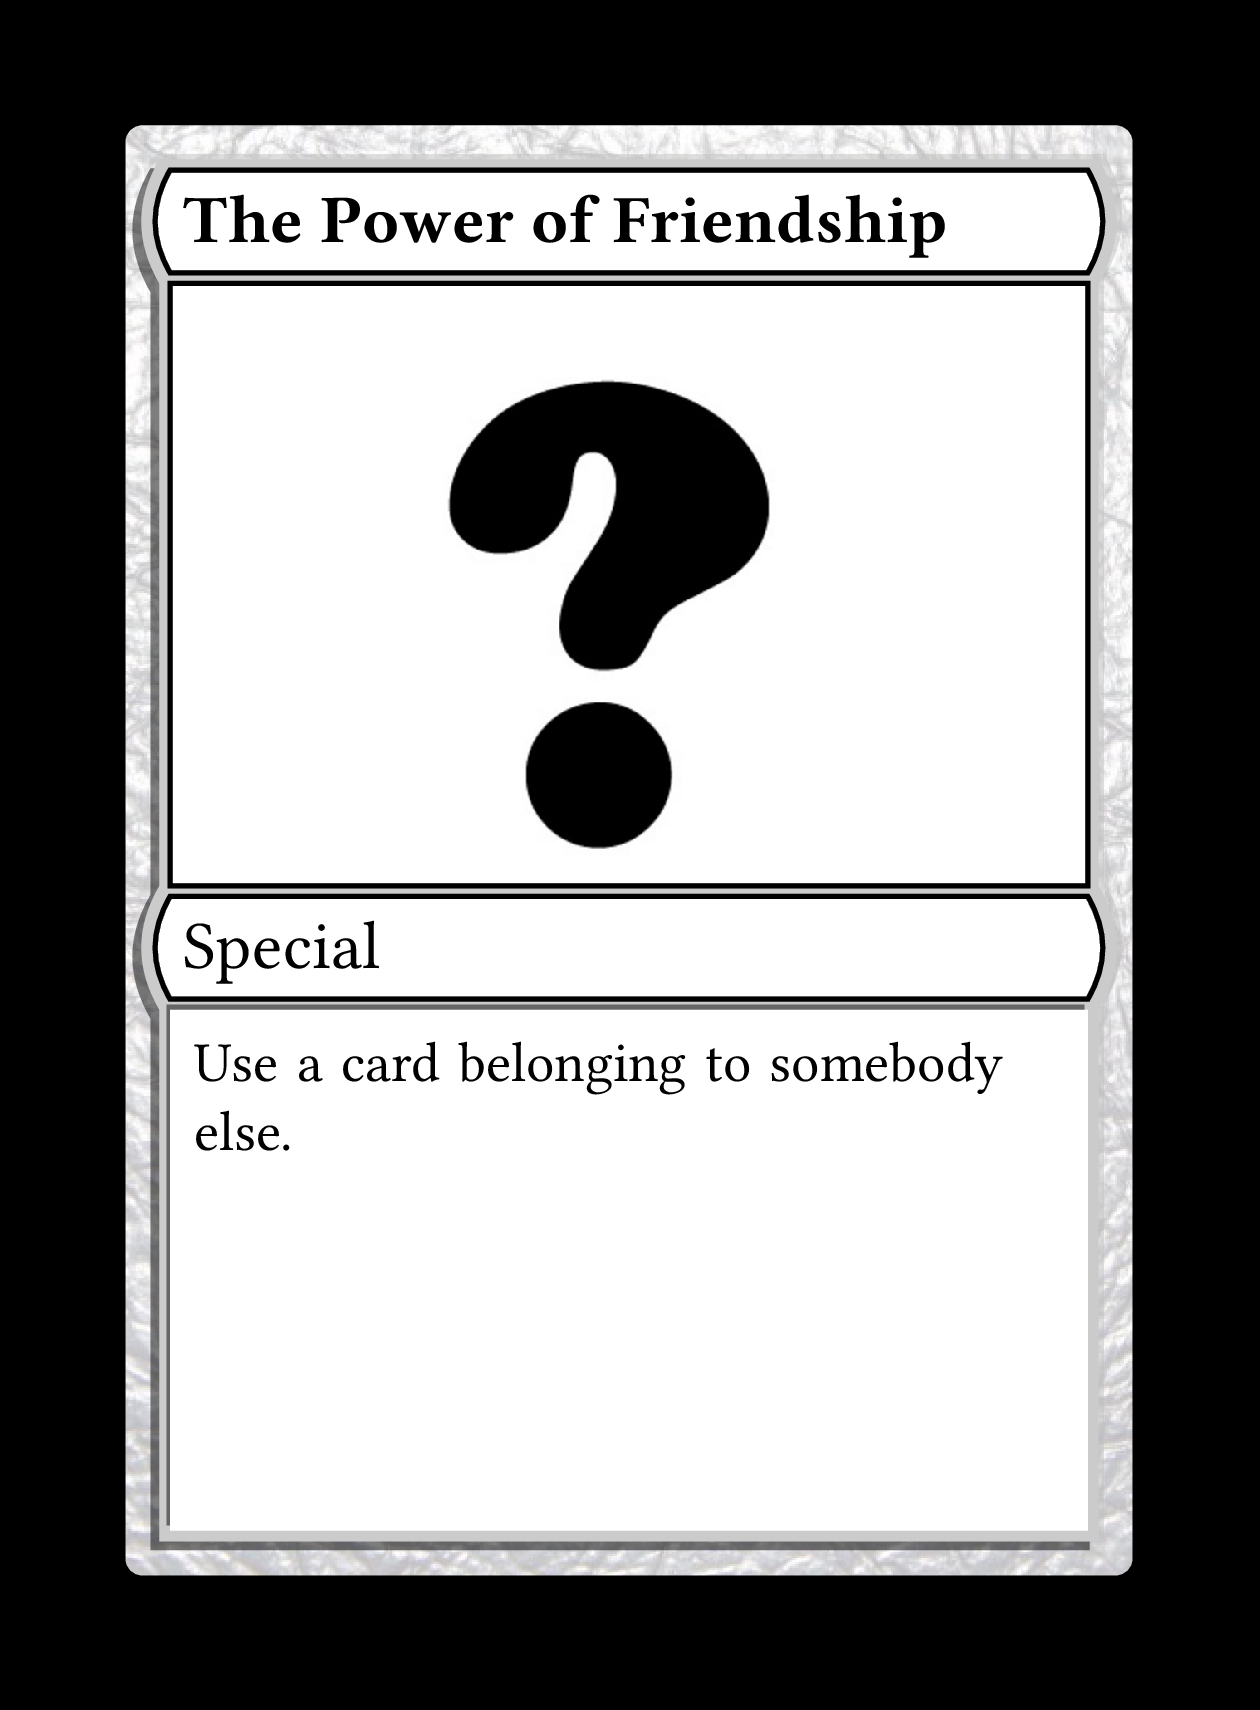 The Power of Friendship
?
Special
Use a card belonging to somebody
else.